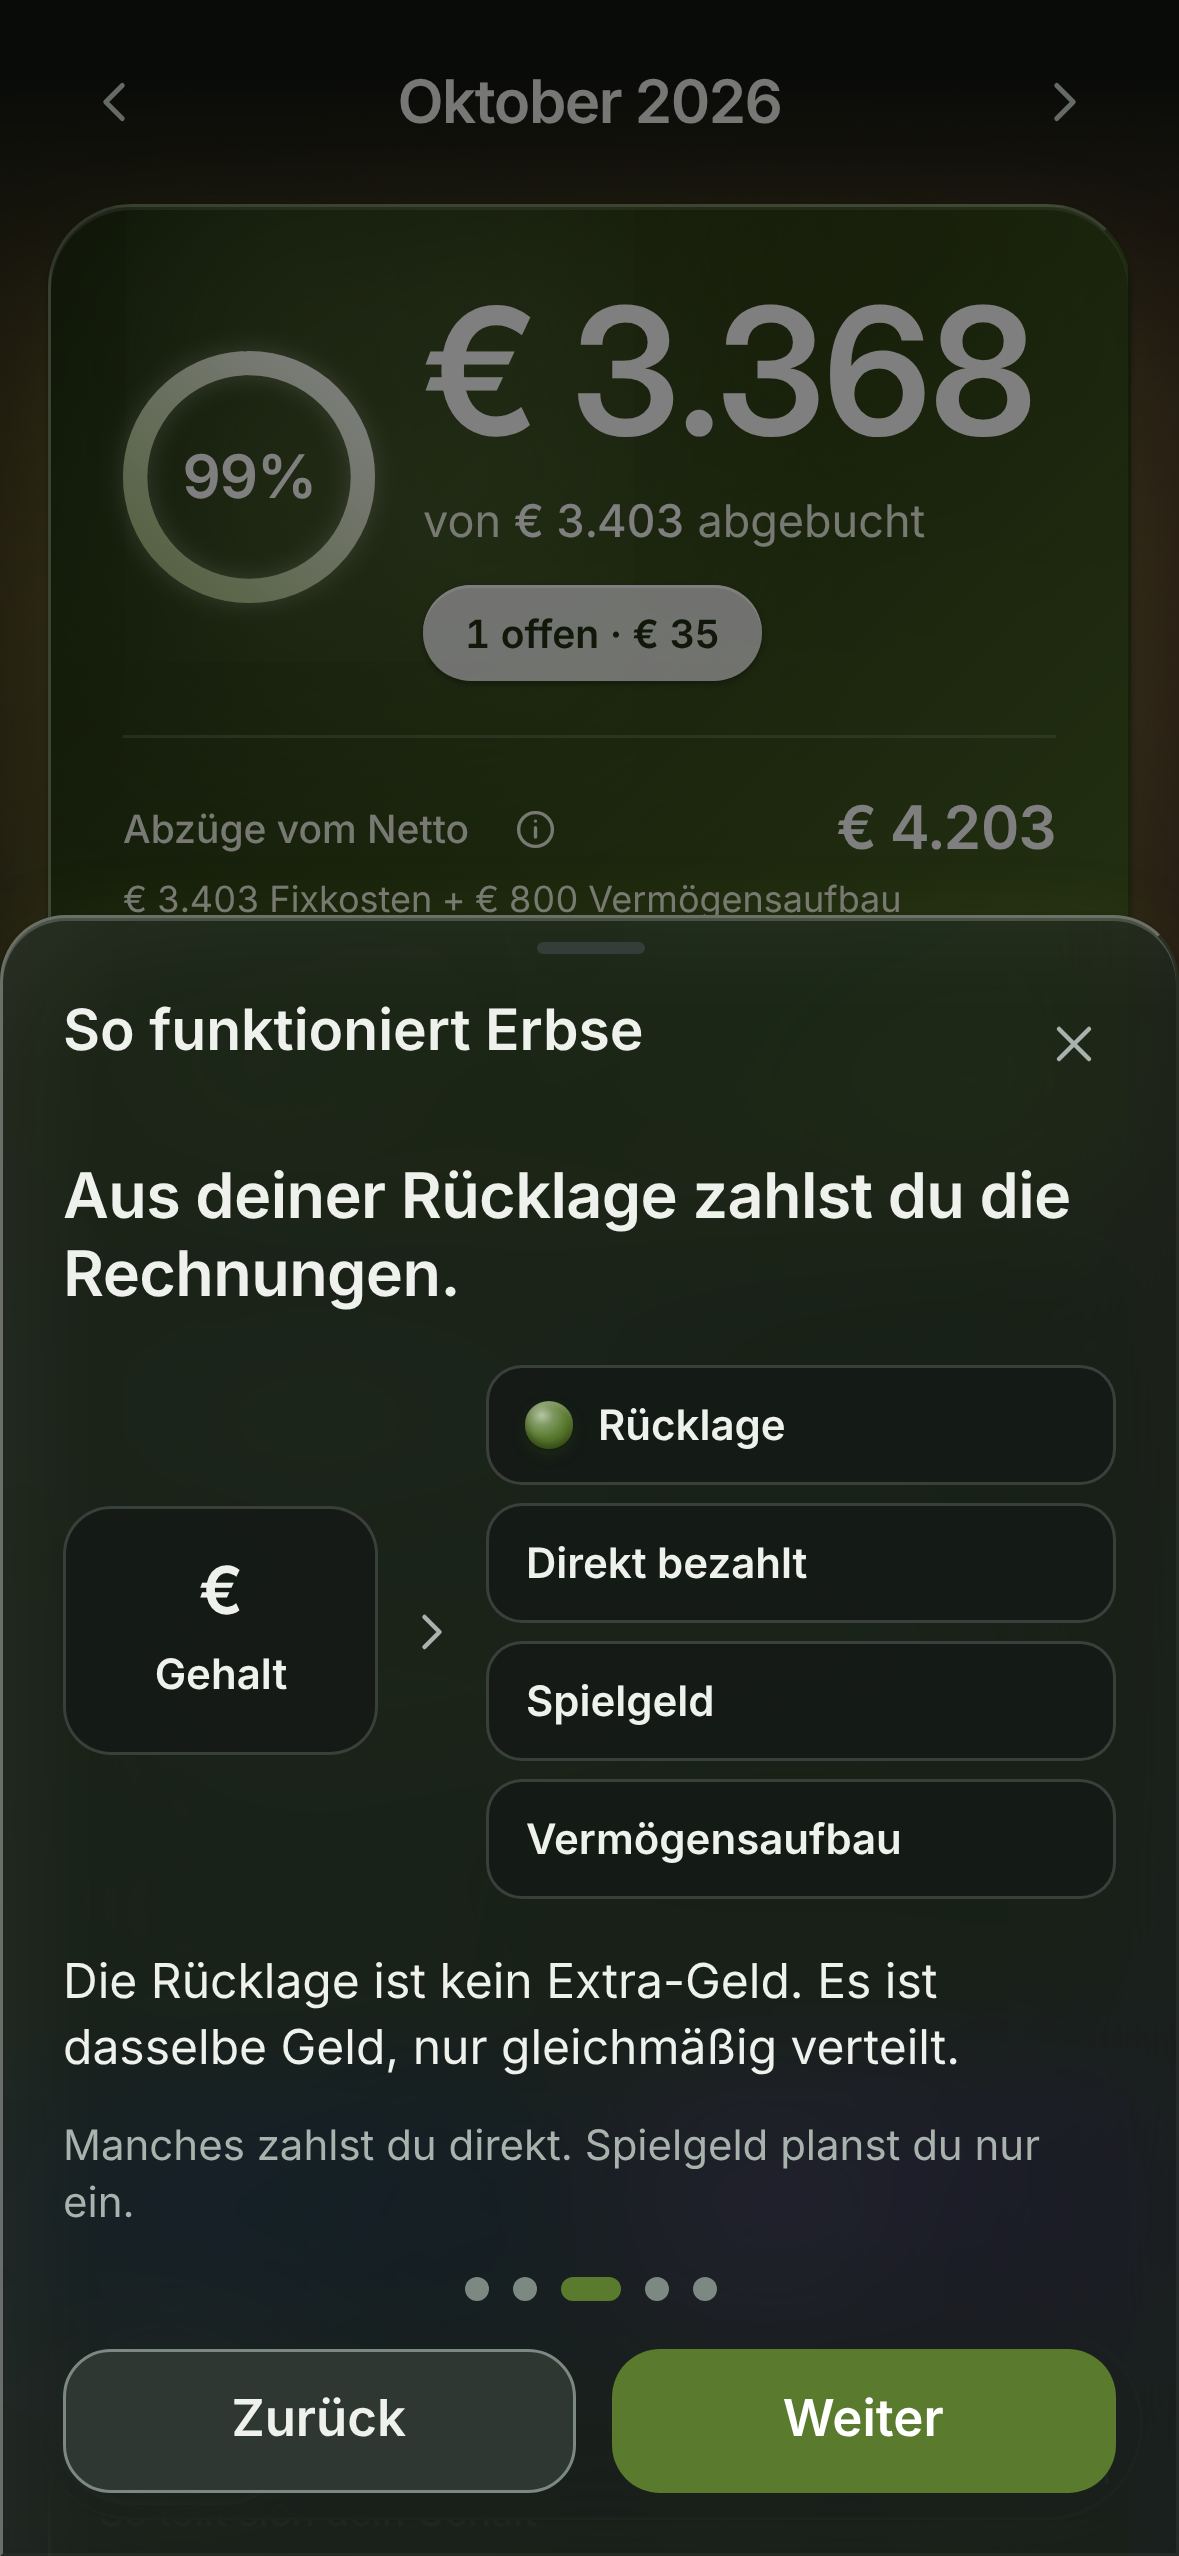 Oktober 2026
€ 3.368
99%
von € 3.403 abgebucht
1 offen · € 35
Abzüge vom Netto
€ 4.203
€ 3.403 Fixkosten + € 800 Vermögensaufbau
So funktioniert Erbse
Aus deiner Rücklage zahlst du die
Rechnungen.
Rücklage
Direkt bezahlt
€
Gehalt
Spielgeld
Vermögensaufbau
Die Rücklage ist kein Extra-Geld. Es ist
dasselbe Geld, nur gleichmäßig verteilt.
Manches zahlst du direkt. Spielgeld planst du nur
ein.
Zurück
Weiter